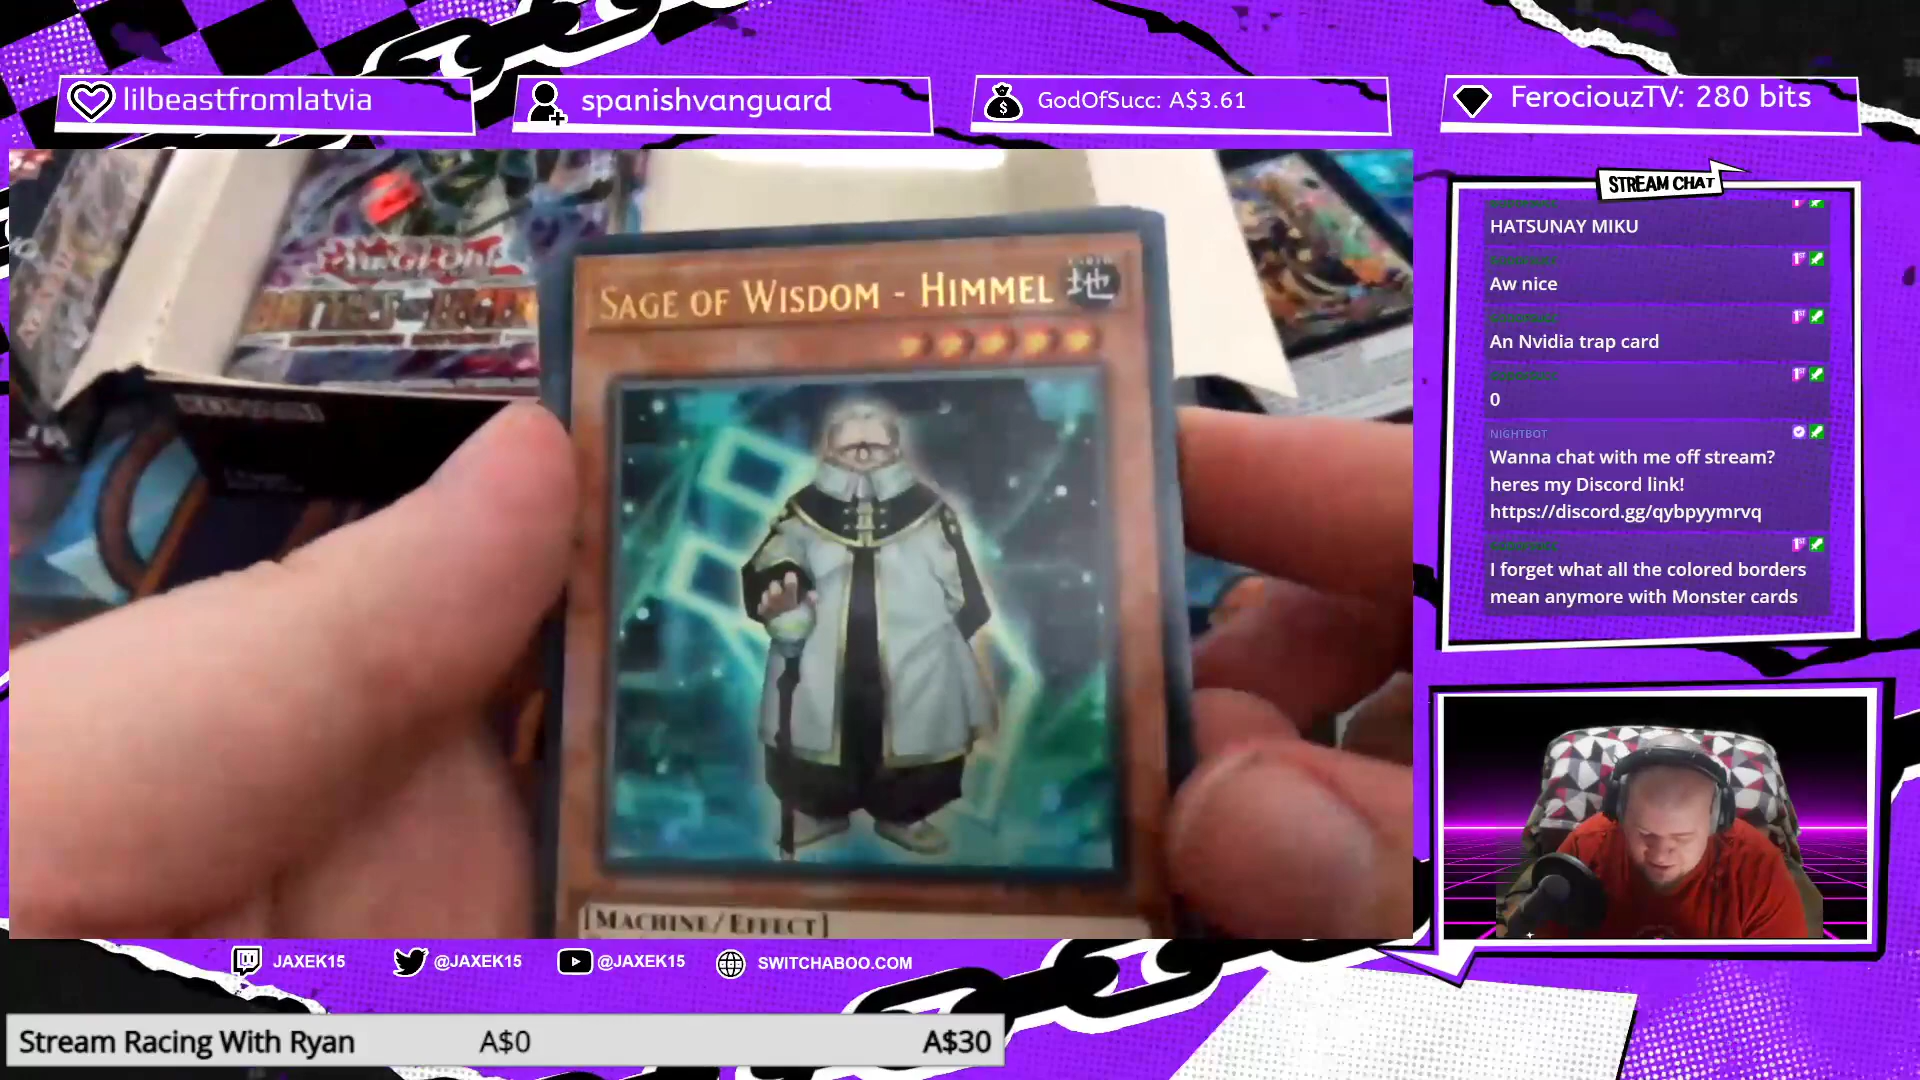 lilbeastfromlatvia
spanishvanguard
GodOfSucc: A$3.61
FerociouzTV: 280 bits
STREAM CHAT
HATSUNAY MIKU
Aw nice
An Nvidia trap card
0
NIGHTBOT
Wanna chat with me off stream?
heres my Discord link!
https://discord.gg/qybpyymrvq
I forget what all the colored borders
mean anymore with Monster cards
SAGE OF WISDOM - HIMMEL
EARTH
地
[MACHINE/EFFECT]
KONAMI
JAXEK15
@JAXEK15
@JAXEK15
SWITCHABOO.COM
Stream Racing With Ryan
A$0
A$30